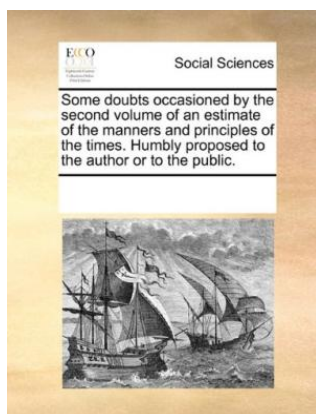 ECCO
Social Sciences
Some doubts occasioned by the
second volume of an estimate
of the manners and principles of
the times. Humbly proposed to
the author or to the public.